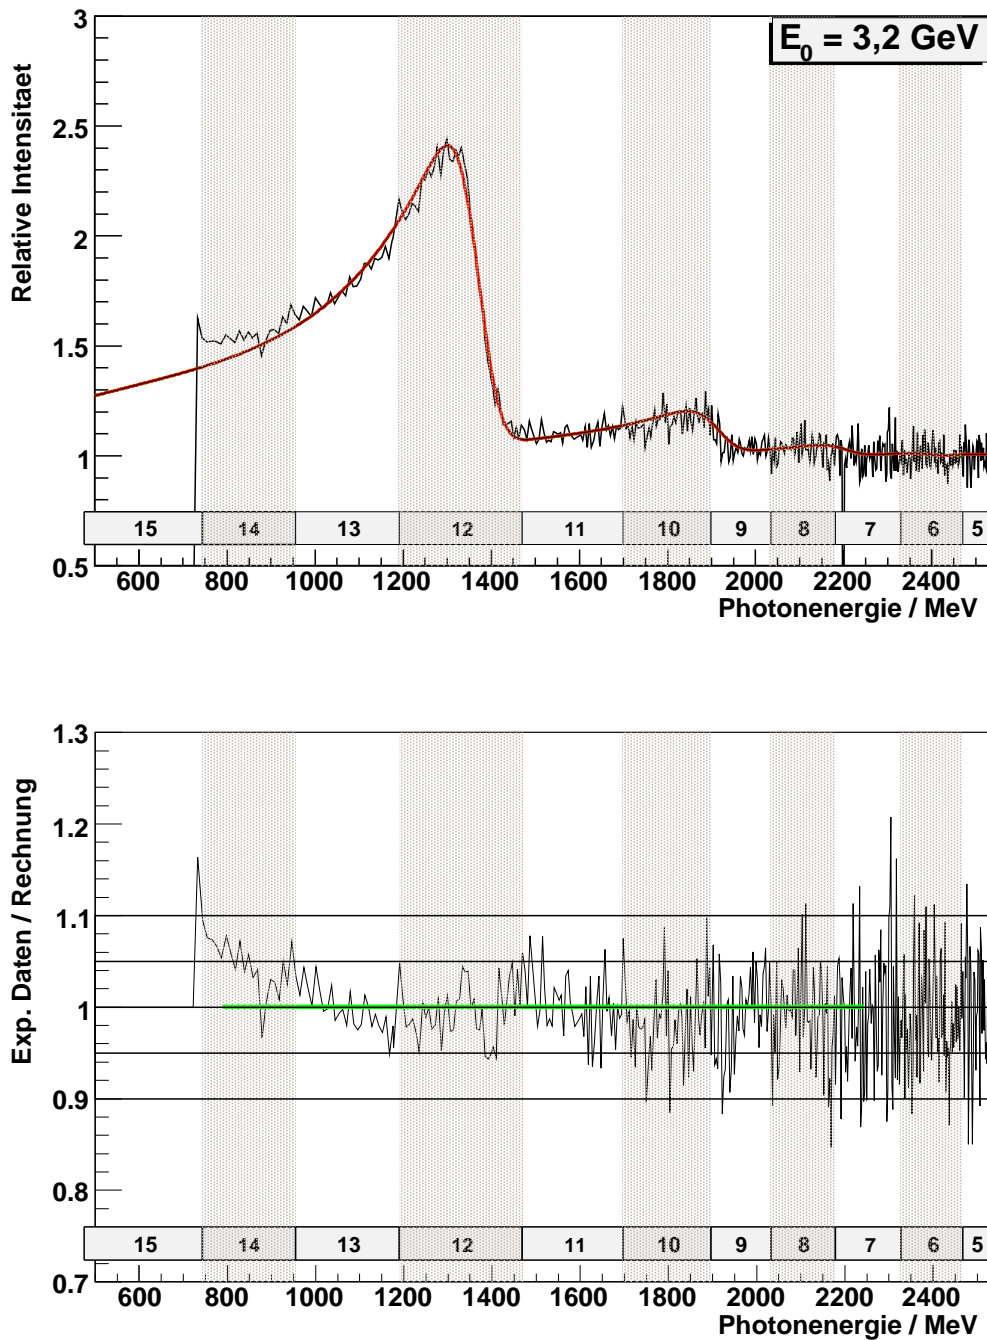 3
E0 = 3,2 GeV
2.5
2
1.5
1
0.5
Relative Intensitaet
15 14 13 12 11 10 9 8 7 6 5
600 800 1000 1200 1400 1600 1800 2000 2200 2400
Photonenergie / MeV
1.3
1.2
1.1
1
0.9
0.8
0.7
Exp. Daten / Rechnung
15 14 13 12 11 10 9 8 7 6 5
600 800 1000 1200 1400 1600 1800 2000 2200 2400
Photonenergie / MeV